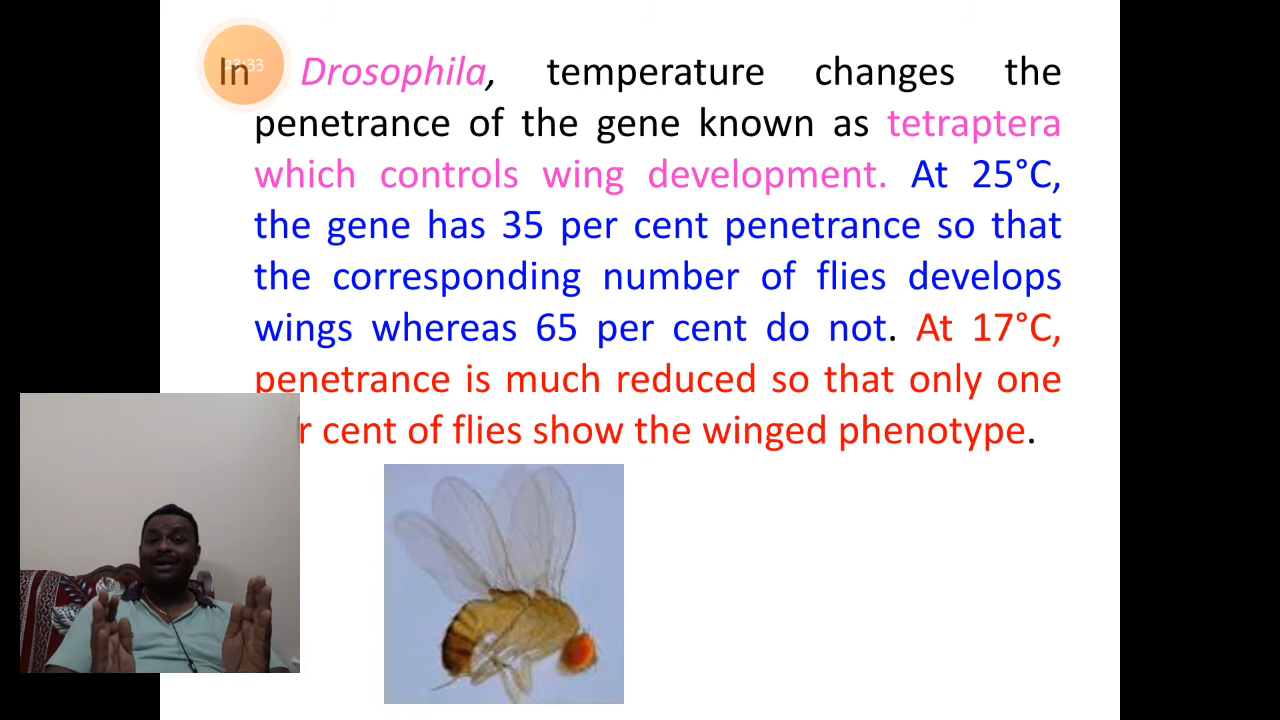 In Drosophila, temperature changes the
penetrance of the gene known as tetraptera
which controls wing development. At 25°C,
the gene has 35 per cent penetrance so that
the corresponding number of flies develops
wings whereas 65 per cent do not. At 17°C,
penetrance is much reduced so that only one
r cent of flies show the winged phenotype.